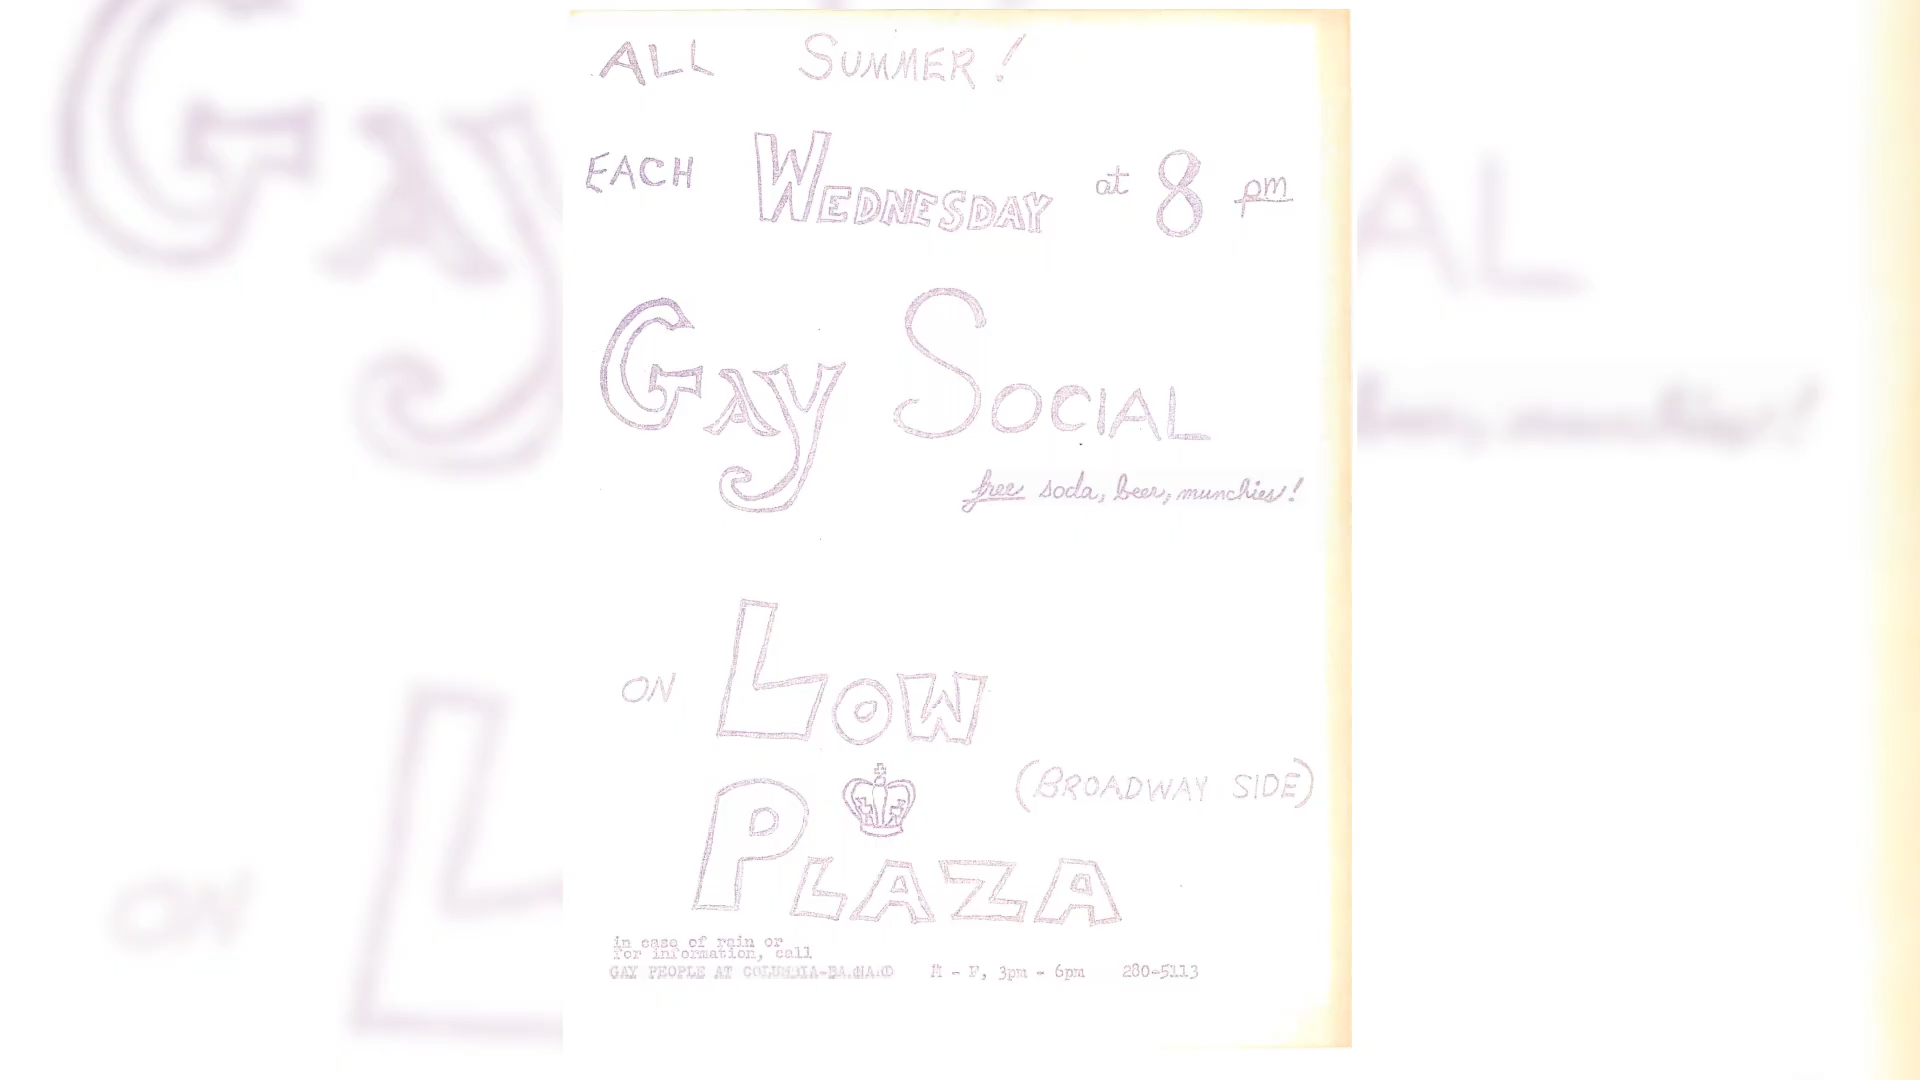 ALL SUMMER!
EACH WEDNESDAY at 8 pm
GAY SOCIAL
free soda, beer, munchies!
ON LOW
PLAZA
(BROADWAY SIDE)
in case of rain or
for information, call
GAY PEOPLE AT COLUMBIA-BARNARD M - F, 3pm - 6pm 280-5113